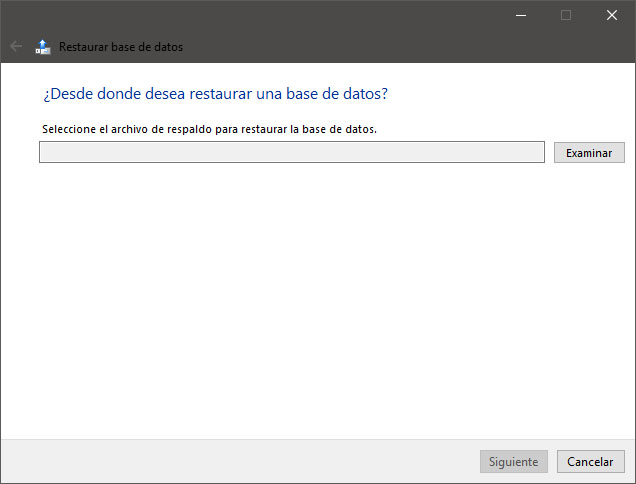 Restaurar base de datos
¿Desde donde desea restaurar una base de datos?
Seleccione el archivo de respaldo para restaurar la base de datos.
Examinar
Siguiente
Cancelar